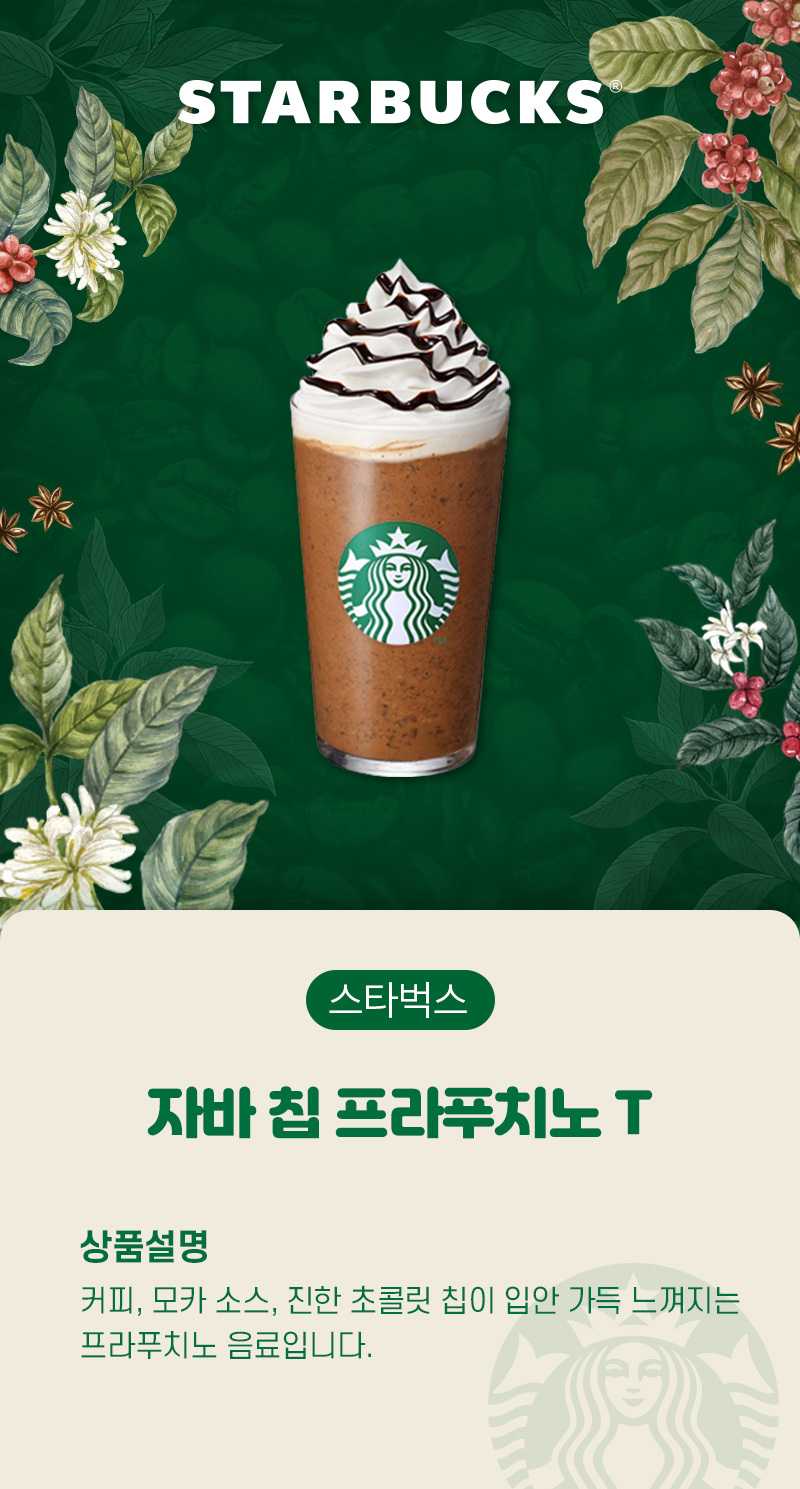 STARBUCKS®
TM
스타벅스
자바 칩 프라푸치노 T
상품설명
커피, 모카 소스, 진한 초콜릿 칩이 입안 가득 느껴지는
프라푸치노 음료입니다.